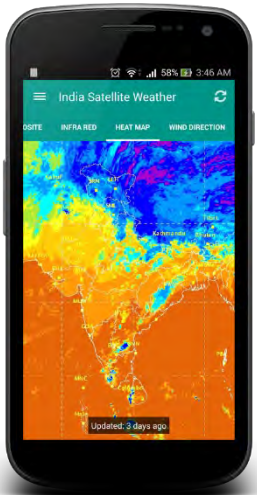 58% 3:46 AM
India Satellite Weather
OSITE INFRA RED HEAT MAP WIND DIRECTION
Kathmandu
Updated: 3 days ago